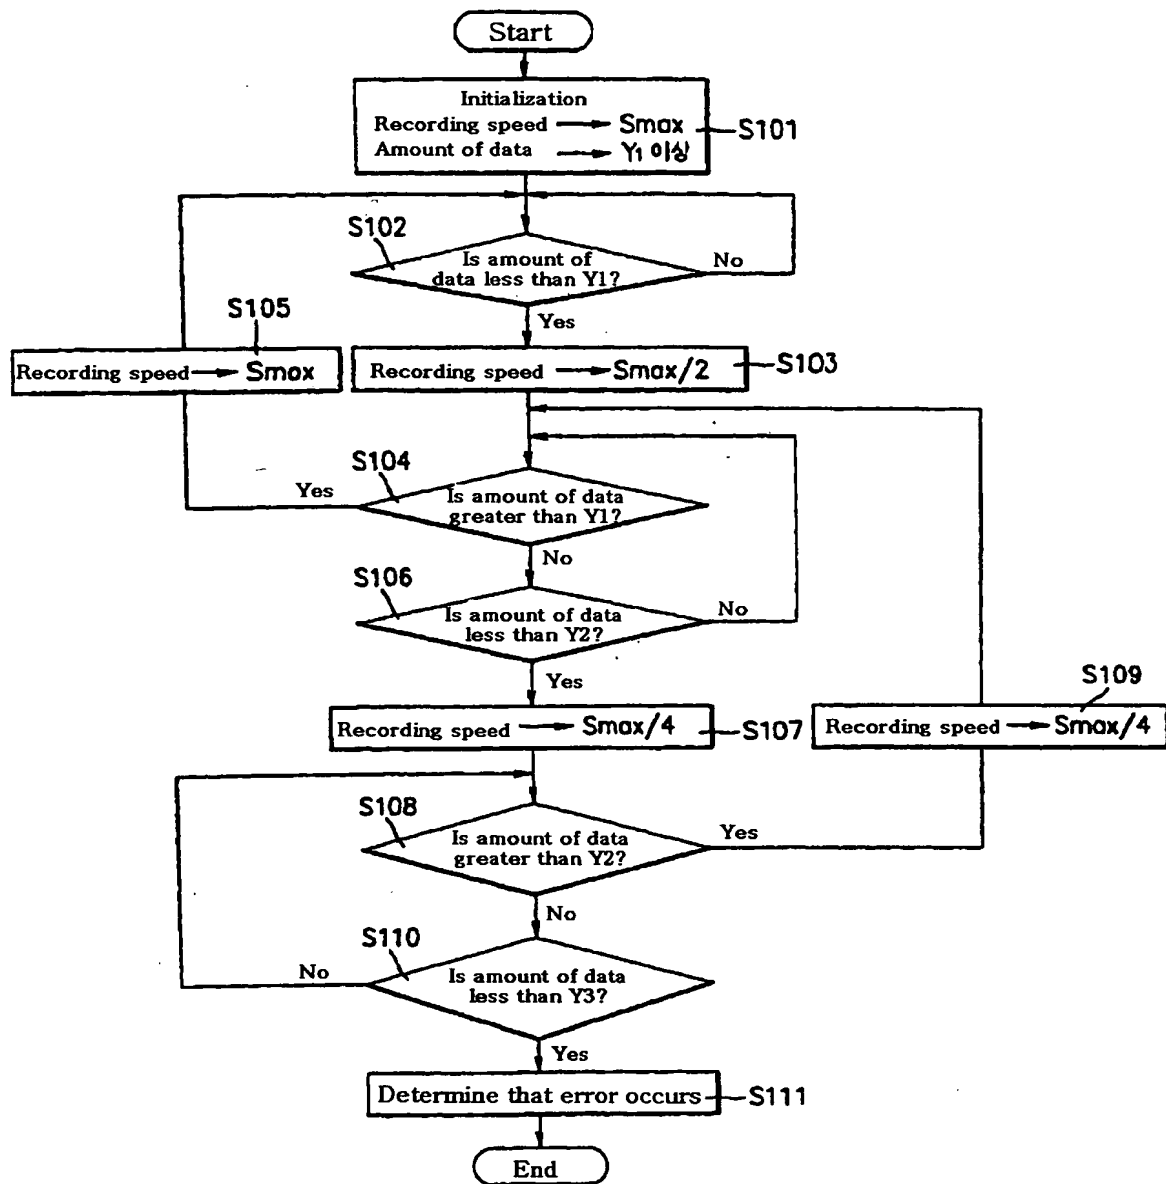 Start
Initialization
Recording speed Smax
Amount of data Y1 이상
S101
S102
Is amount of
data less than Y1?
No
Yes
S105
Recording speed Smax
Recording speed Smax/2
S103
S104
Yes
Is amount of data
greater than Y1?
No
S106
Is amount of data
less than Y2?
No
Yes
S109
Recording speed Smax/4
S107
Recording speed Smax/4
S108
Is amount of data
greater than Y2?
Yes
No
S110
No
Is amount of data
less than Y3?
Yes
Determine that error occurs
S111
End